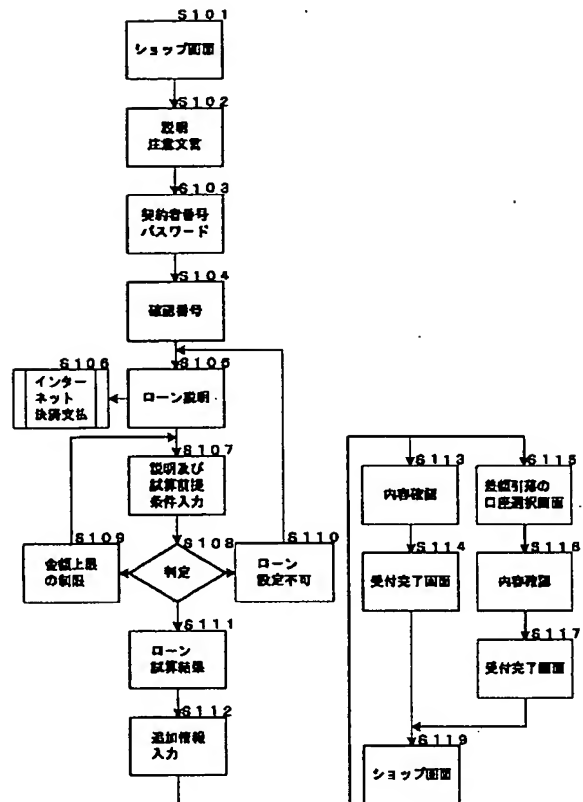 S101
ショップ画面
S102
説明
注意文言
S103
契約者番号
パスワード
S104
確認番号
S105
ローン説明
S106
インター
ネット
決済支払
S107
説明及び
試算前提
条件入力
S108
判定
S109
金額上限
の制限
S110
ローン
設定不可
S111
ローン
試算結果
S112
追加情報
入力
S113
内容確認
S114
受付完了画面
S115
差額引落の
口座選択画面
S116
内容確認
S117
受付完了画面
S119
ショップ画面